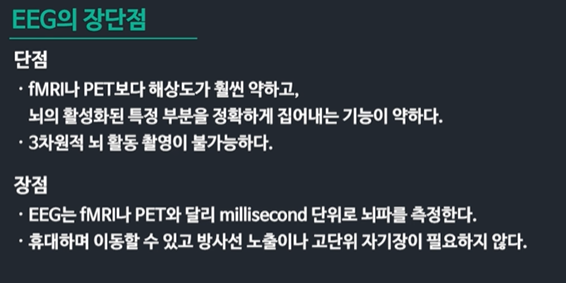 EEG의 장단점
단점
· fMRI나 PET보다 해상도가 훨씬 약하고,
뇌의 활성화된 특정 부분을 정확하게 집어내는 기능이 약하다.
· 3차원적 뇌 활동 촬영이 불가능하다.
장점
· EEG는 fMRI나 PET와 달리 millisecond 단위로 뇌파를 측정한다.
· 휴대하며 이동할 수 있고 방사선 노출이나 고단위 자기장이 필요하지 않다.